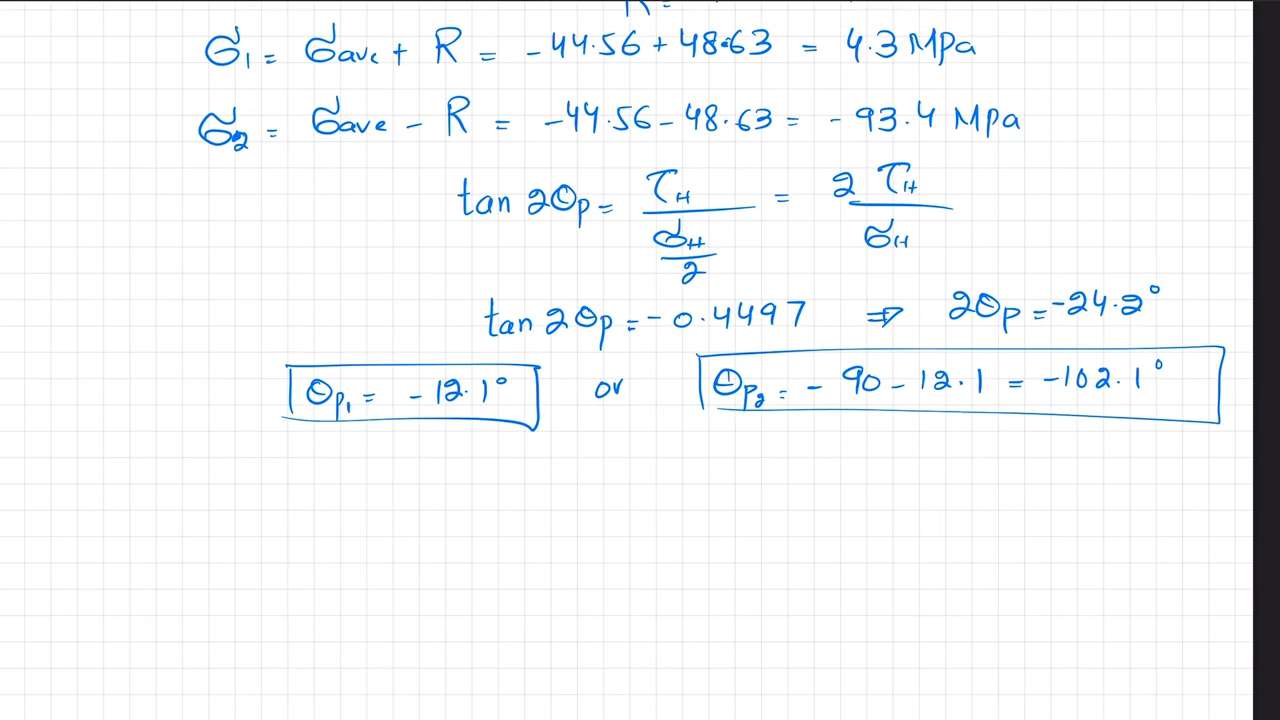 R =
σ₁ = σave + R = -44.56 + 48.63 = 4.3 MPa
σ₂ = σave - R = -44.56 - 48.63 = - 93.4 MPa
tan 2θp = τH / (σH / 2) = 2 τH / σH
tan 2θp = - 0.4497 ⇒ 2θp = -24.2°
θp₁ = - 12.1° or θp₂ = - 90 - 12.1 = -102.1°